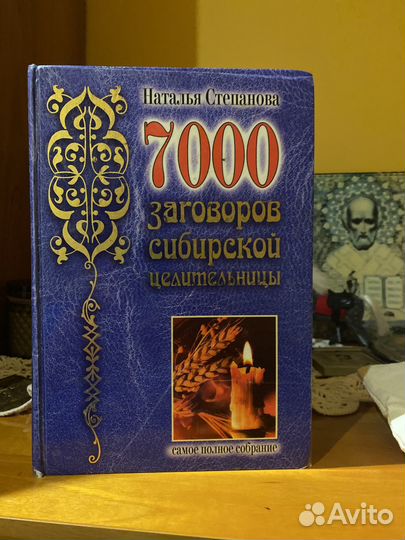 Наталья Степанова
7000
заговоров
сибирской
целительницы
самое полное собрание
Avito